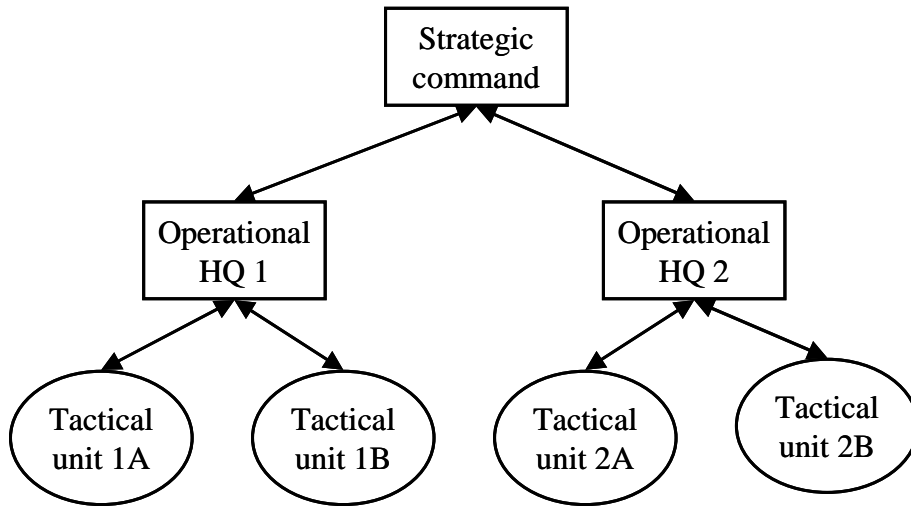 Strategic
command
Operational
HQ 1
Operational
HQ 2
Tactical
unit 1A
Tactical
unit 1B
Tactical
unit 2A
Tactical
unit 2B